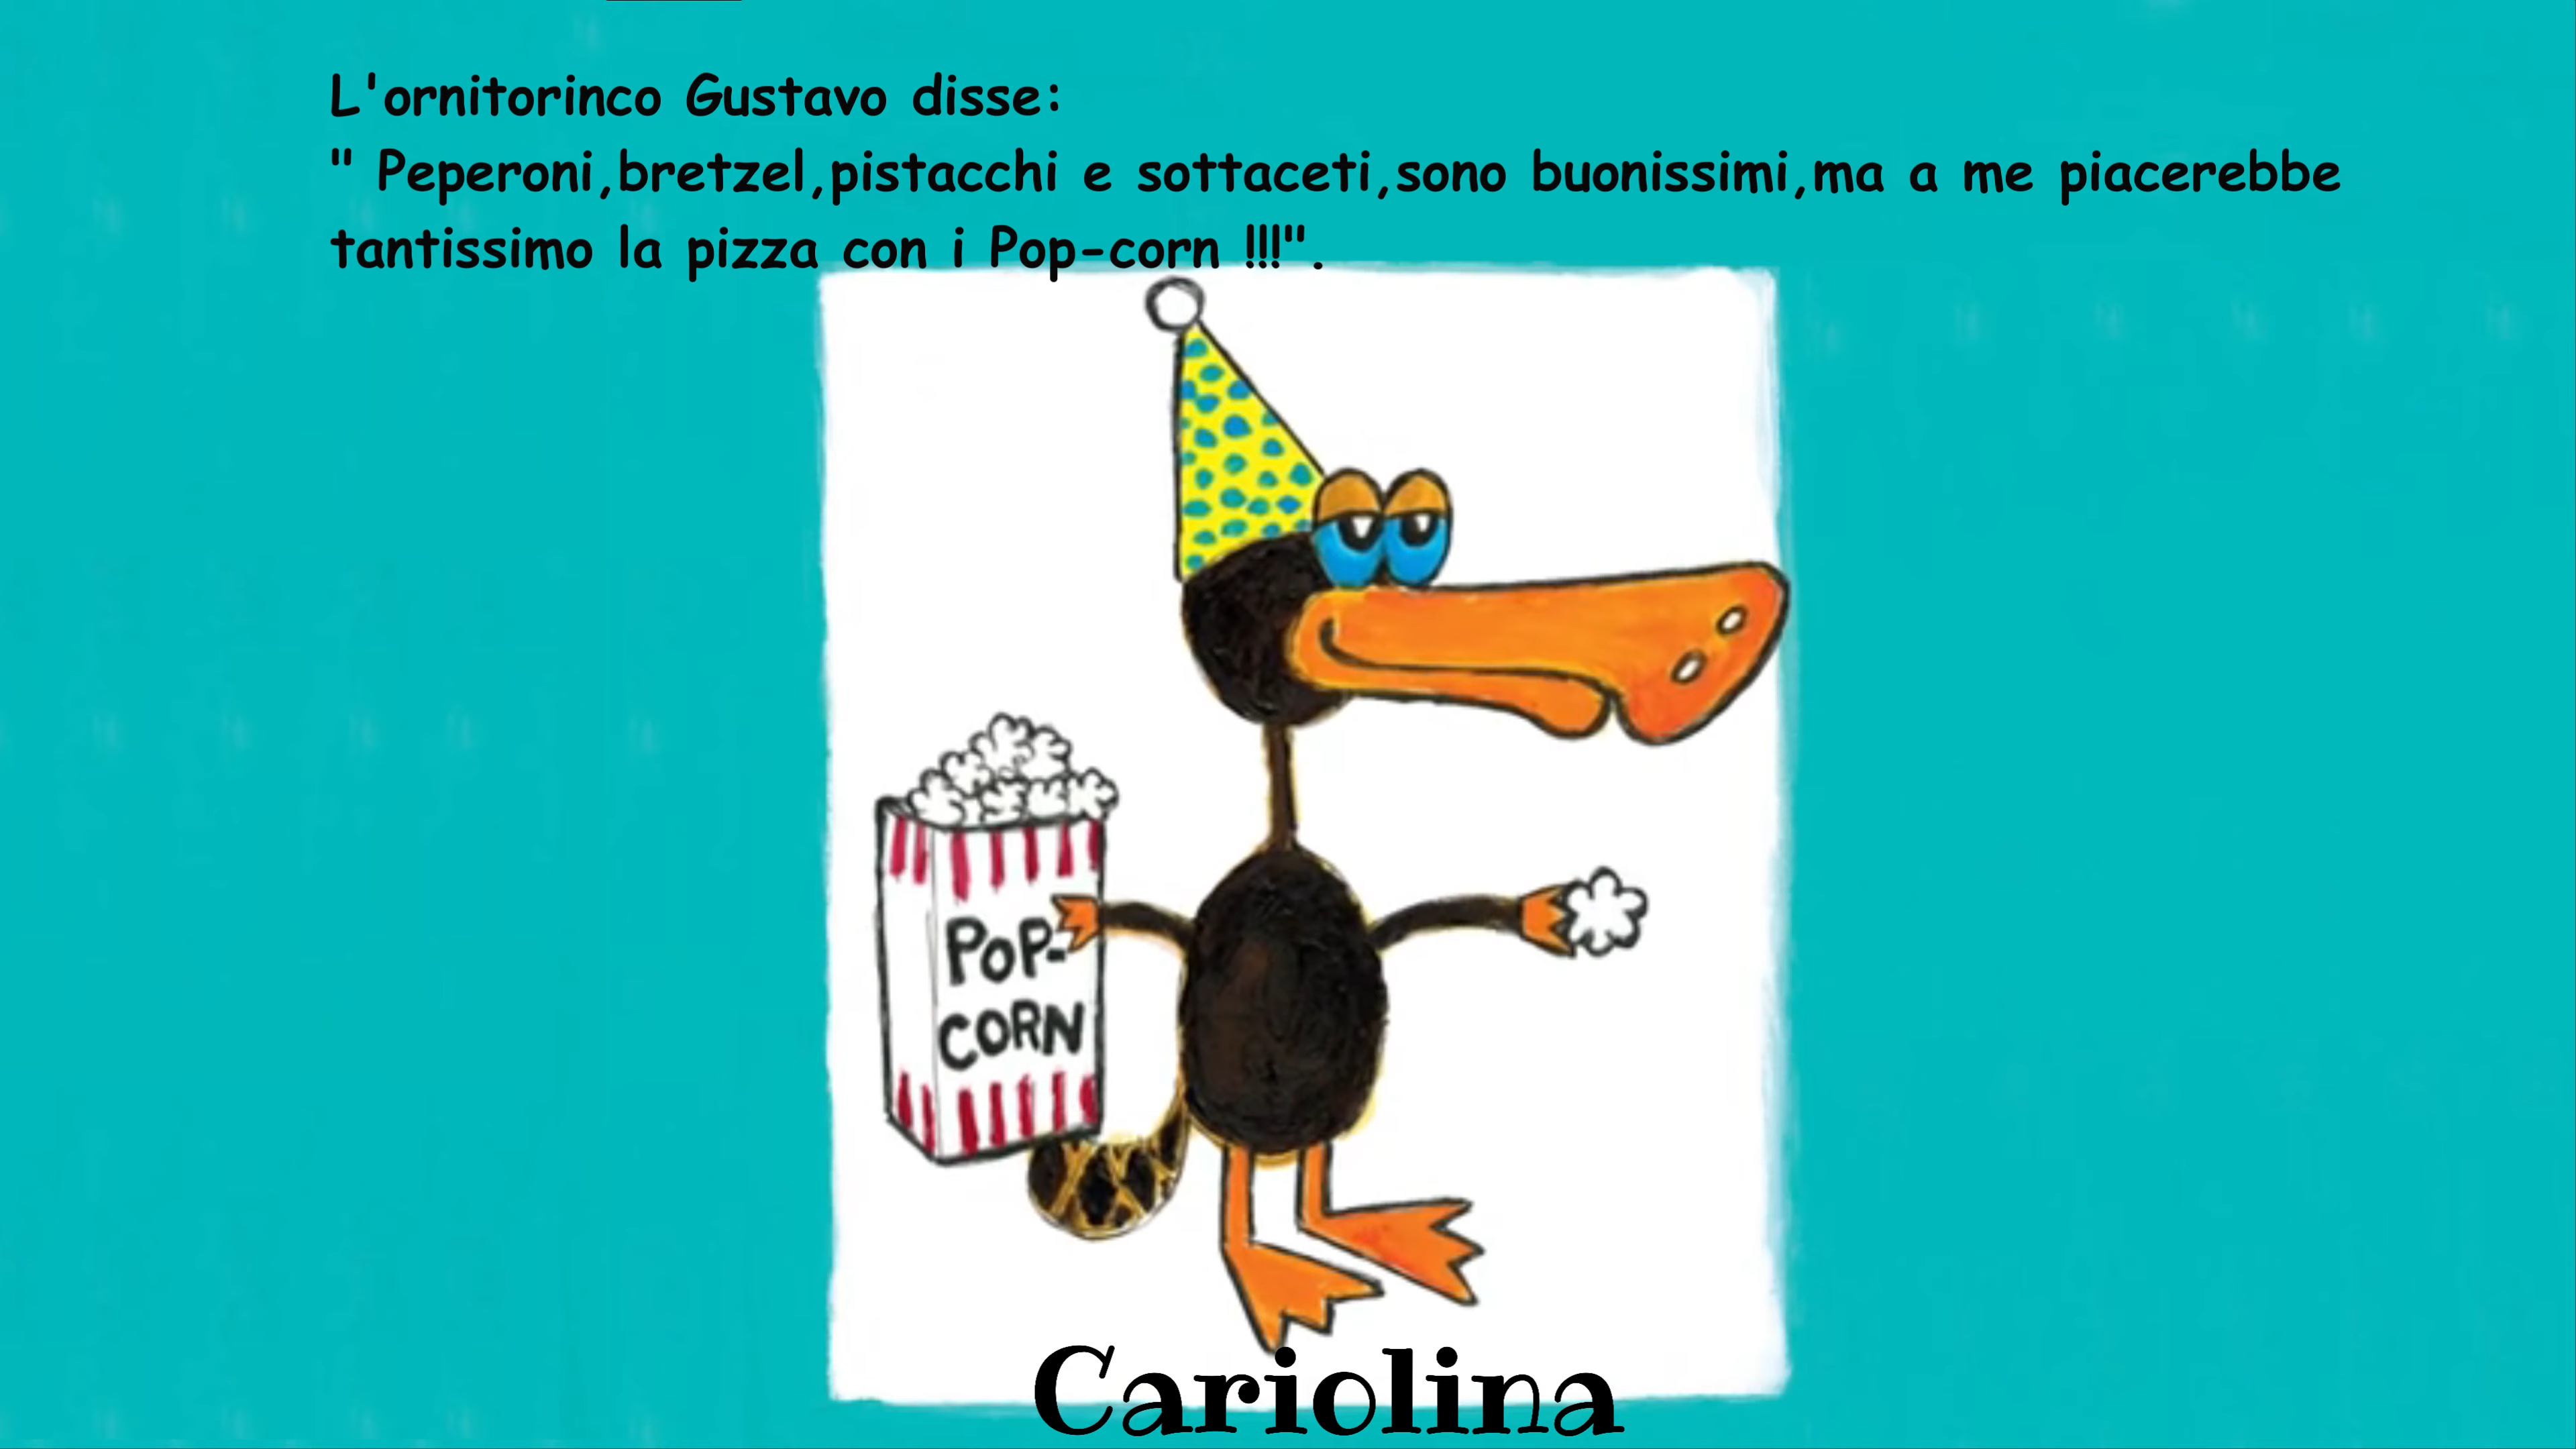 L'ornitorinco Gustavo disse:
" Peperoni,bretzel,pistacchi e sottaceti,sono buonissimi,ma a me piacerebbe
tantissimo la pizza con i Pop-corn !!!".
POP-
CORN
Cariolina